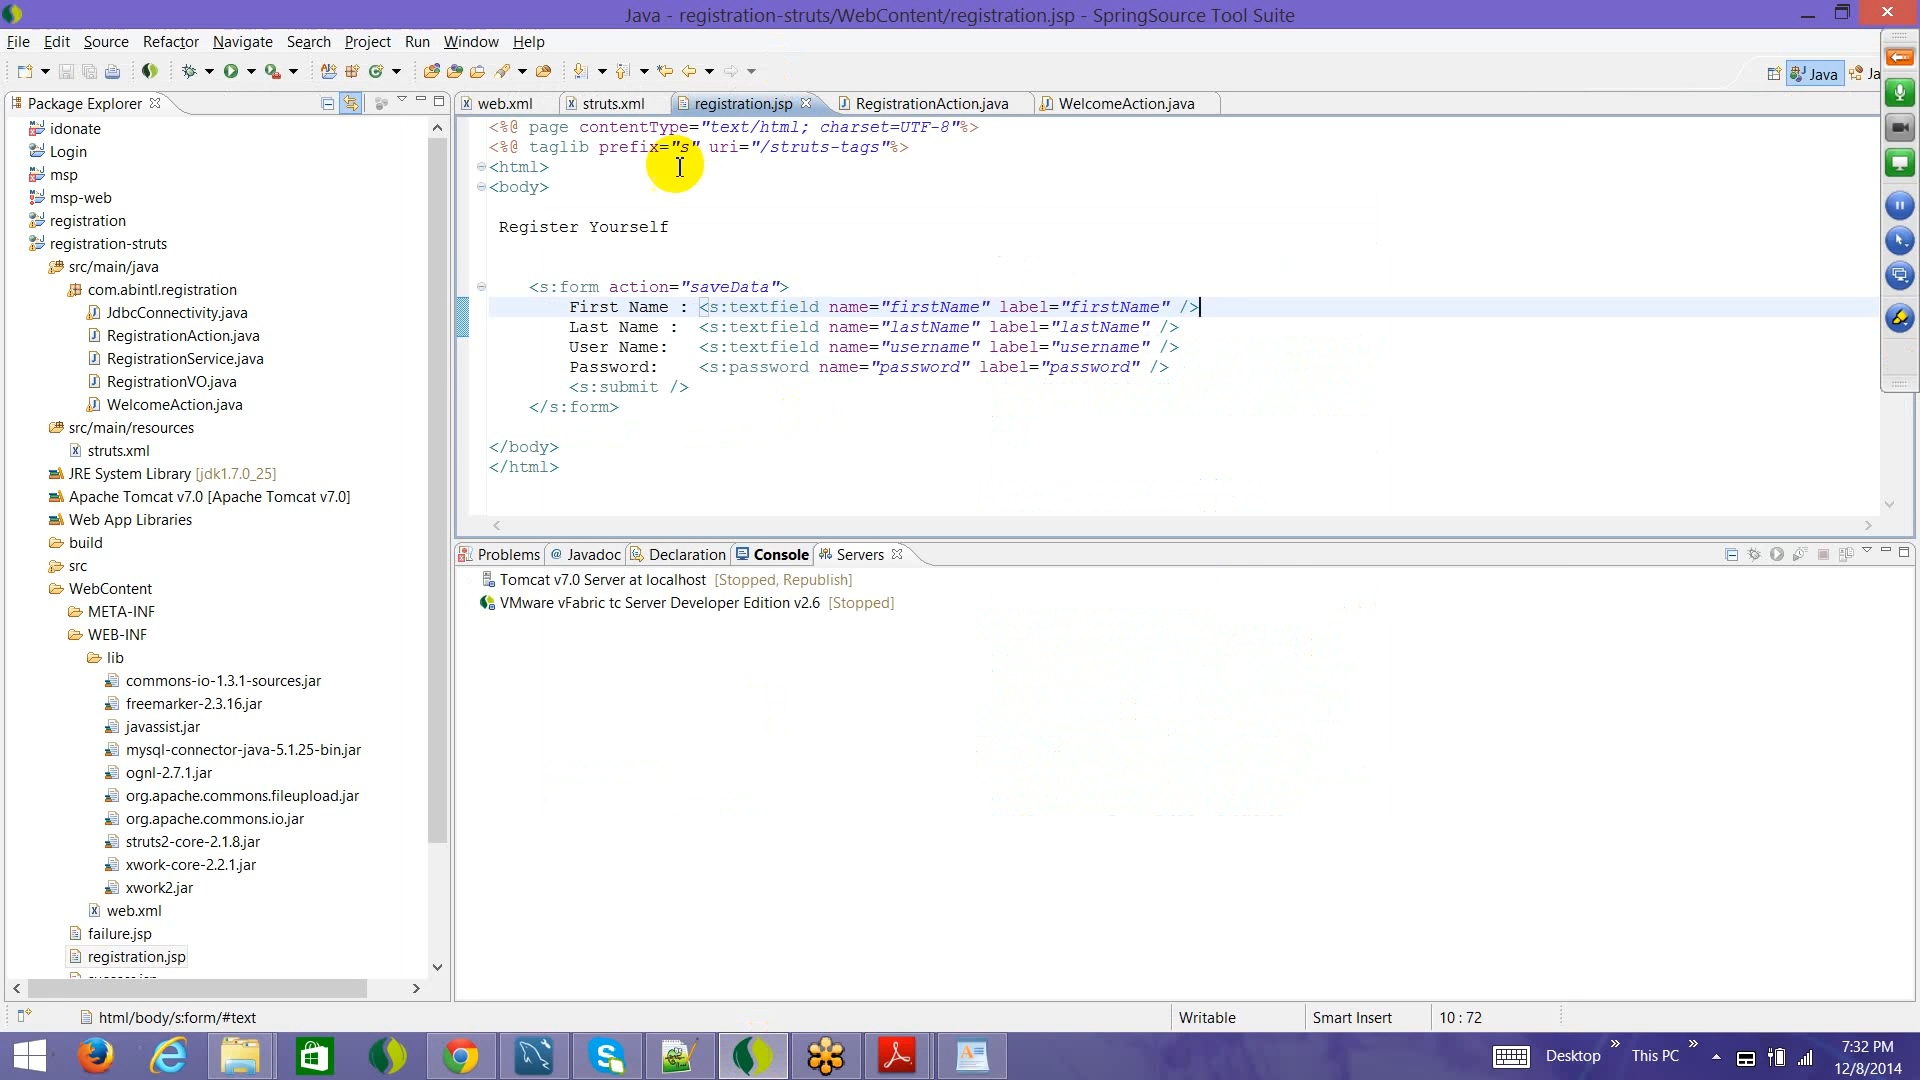 Java - registration-struts/WebContent/registration.jsp - SpringSource Tool Suite
File Edit Source Refactor Navigate Search Project Run Window Help
Java
Ja
Package Explorer
web.xml
struts.xml
registration.jsp
RegistrationAction.java
WelcomeAction.java
idonate
Login
msp
msp-web
registration
registration-struts
src/main/java
com.abintl.registration
JdbcConnectivity.java
RegistrationAction.java
RegistrationService.java
RegistrationVO.java
WelcomeAction.java
src/main/resources
struts.xml
JRE System Library [jdk1.7.0_25]
Apache Tomcat v7.0 [Apache Tomcat v7.0]
Web App Libraries
build
src
WebContent
META-INF
WEB-INF
lib
commons-io-1.3.1-sources.jar
freemarker-2.3.16.jar
javassist.jar
mysql-connector-java-5.1.25-bin.jar
ognl-2.7.1.jar
org.apache.commons.fileupload.jar
org.apache.commons.io.jar
struts2-core-2.1.8.jar
xwork-core-2.2.1.jar
xwork2.jar
web.xml
failure.jsp
registration.jsp
<%@ page contentType="text/html; charset=UTF-8"%>
<%@ taglib prefix="s" uri="/struts-tags"%>
<html>
<body>
Register Yourself
<s:form action="saveData">
First Name : <s:textfield name="firstName" label="firstName" />
Last Name : <s:textfield name="lastName" label="lastName" />
User Name: <s:textfield name="username" label="username" />
Password: <s:password name="password" label="password" />
<s:submit />
</s:form>
</body>
</html>
Problems @ Javadoc Declaration Console Servers
Tomcat v7.0 Server at localhost [Stopped, Republish]
VMware vFabric tc Server Developer Edition v2.6 [Stopped]
html/body/s:form/#text
Writable
Smart Insert
10 : 72
Desktop
This PC
7:32 PM
12/8/2014